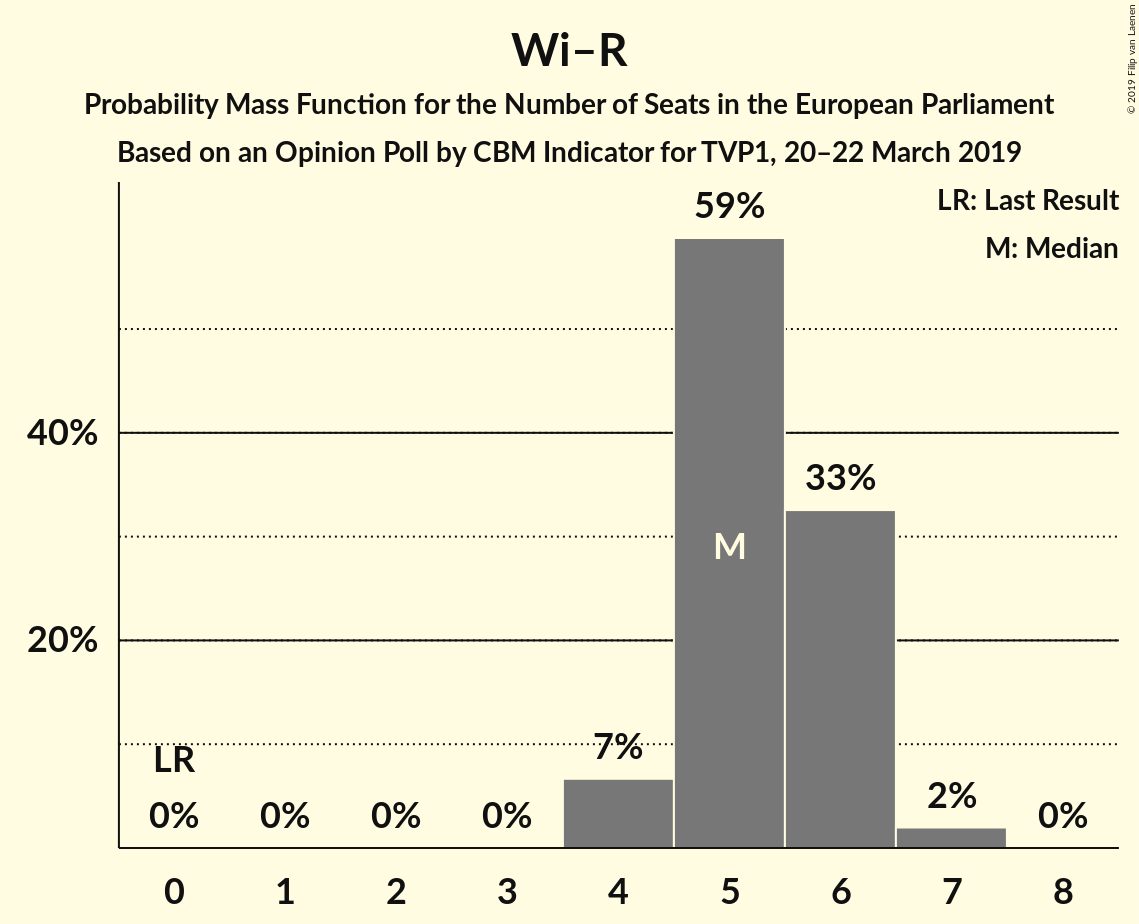 Wi–R
Probability Mass Function for the Number of Seats in the European Parliament
Based on an Opinion Poll by CBM Indicator for TVP1, 20–22 March 2019
© 2019 Filip van Laenen
LR: Last Result
M: Median
59%
40%
33%
M
20%
7%
LR
2%
0% 0% 0% 0% 0%
0 1 2 3 4 5 6 7 8